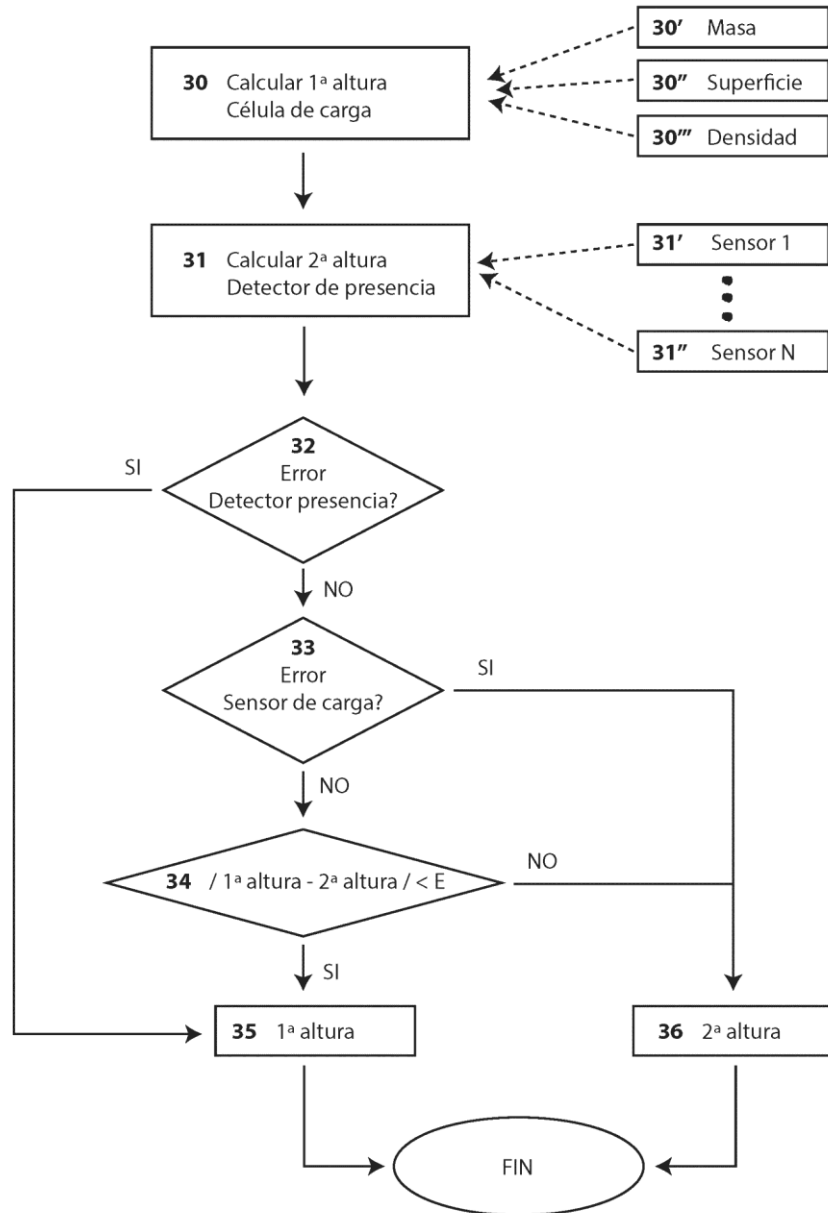 30 Calcular 1ª altura
Célula de carga
30′ Masa
30″ Superficie
30‴ Densidad
31 Calcular 2ª altura
Detector de presencia
31′ Sensor 1
31″ Sensor N
32
Error
Detector presencia?
SI
NO
33
Error
Sensor de carga?
SI
NO
34 / 1ª altura - 2ª altura / < E
NO
SI
35 1ª altura
36 2ª altura
FIN